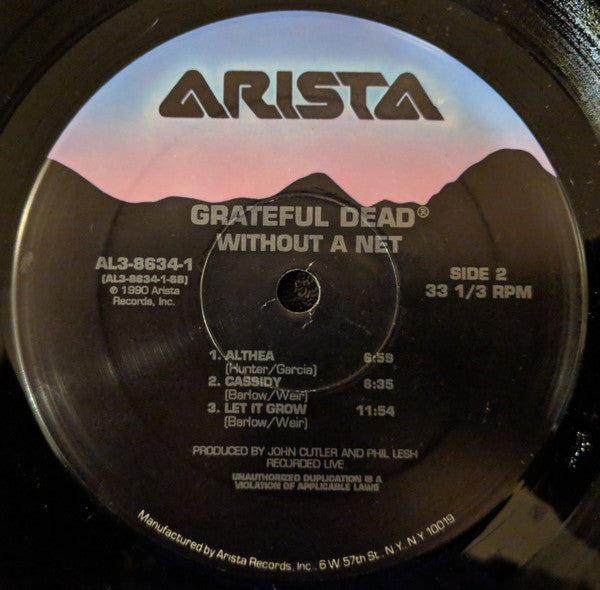 ARISTA
GRATEFUL DEAD®
WITHOUT A NET
AL3-8634-1
(AL3-8634-1-SB)
℗ 1990 Arista
Records, Inc.
SIDE 2
33 1/3 RPM
1. ALTHEA 6:59
(Hunter/Garcia)
2. CASSIDY 6:35
(Barlow/Weir)
3. LET IT GROW 11:54
(Barlow/Weir)
PRODUCED BY JOHN CUTLER AND PHIL LESH
RECORDED LIVE
UNAUTHORIZED DUPLICATION IS A
VIOLATION OF APPLICABLE LAWS
Manufactured by Arista Records, Inc., 6 W 57th St., N.Y., N.Y 10019